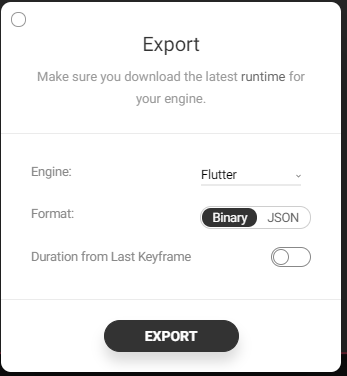 Export
Make sure you download the latest runtime for
your engine.
Engine:
Flutter
Format:
Binary JSON
Duration from Last Keyframe
EXPORT